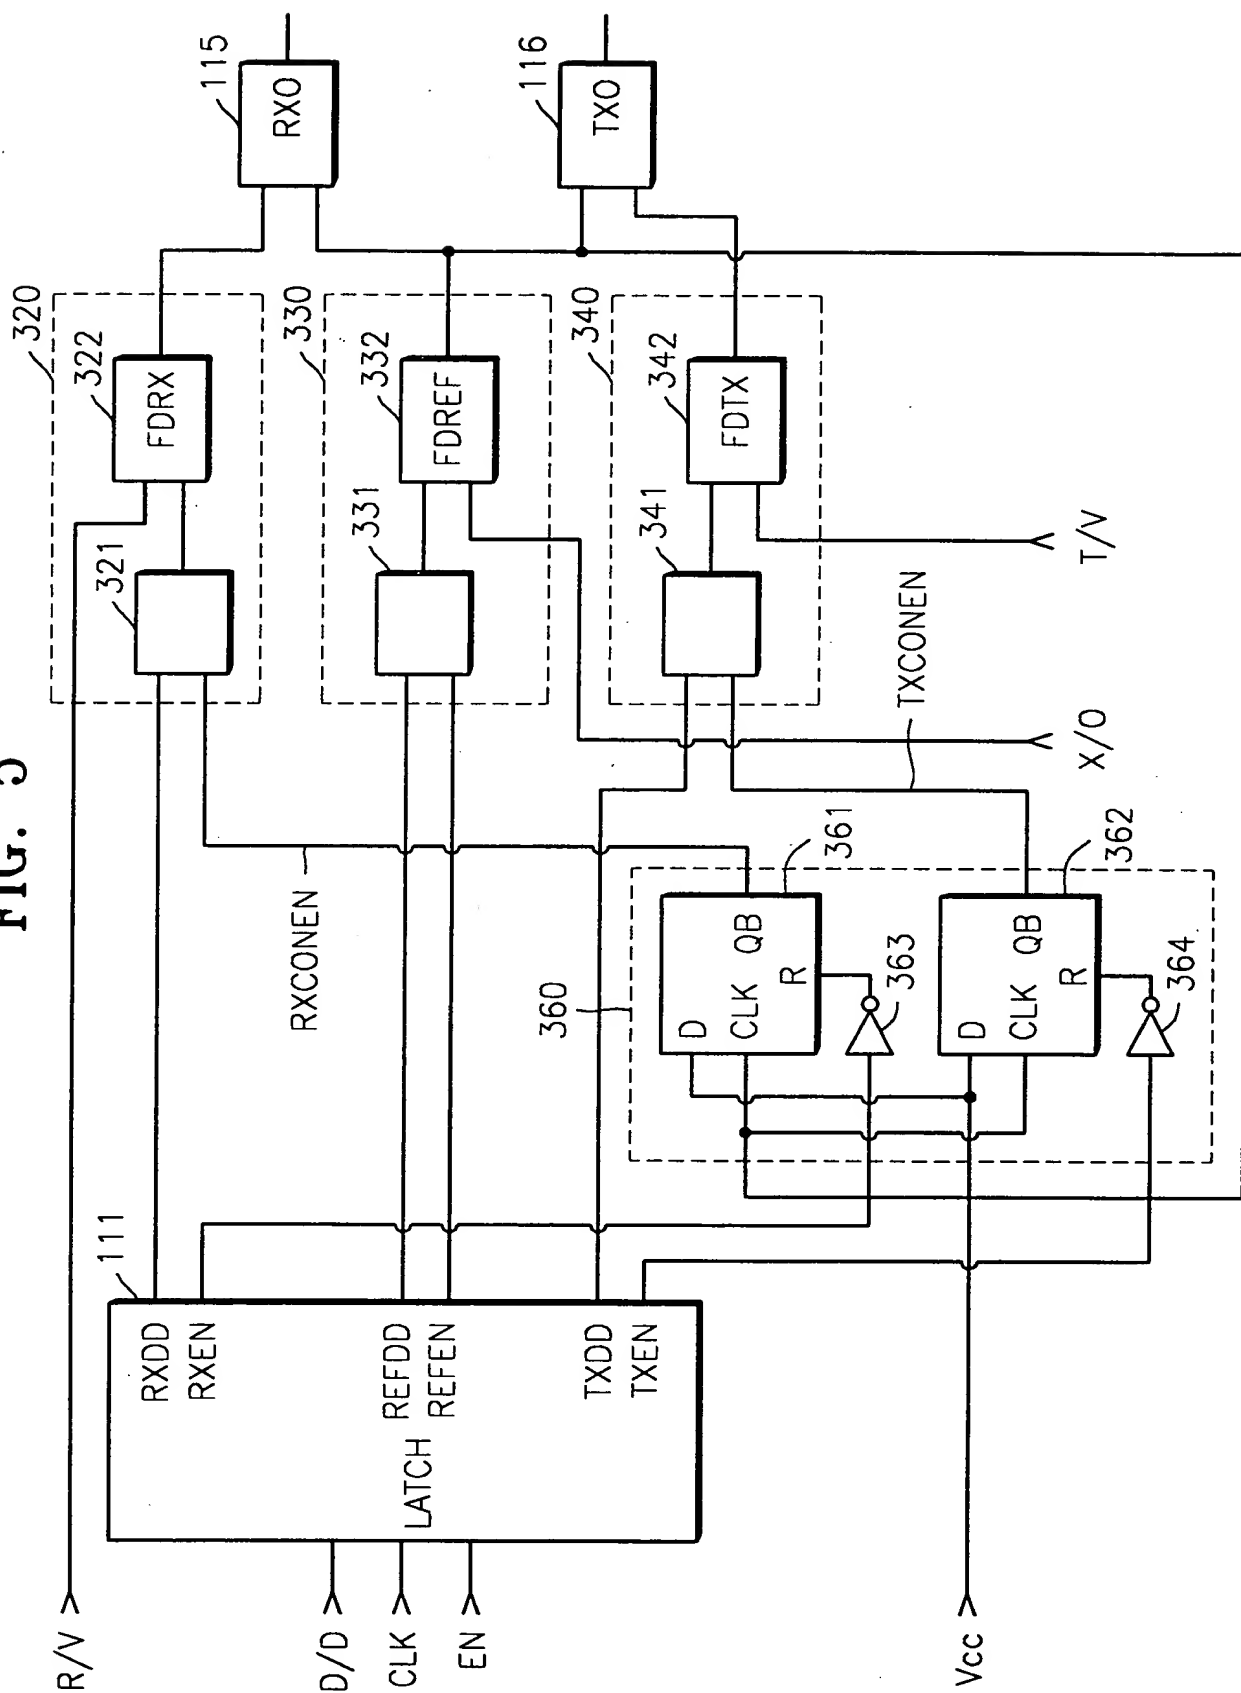 FIG. 5
R/V
D/D
CLK
EN
Vcc
111
RXDD
RXEN
REFDD
REFEN
TXDD
TXEN
LATCH
RXCONEN
TXCONEN
320
321
322
FDRX
330
331
332
FDREF
340
341
342
FDTX
115
RXO
116
TXO
X/O
T/V
360
361
D
CLK
QB
R
363
362
D
CLK
QB
R
364